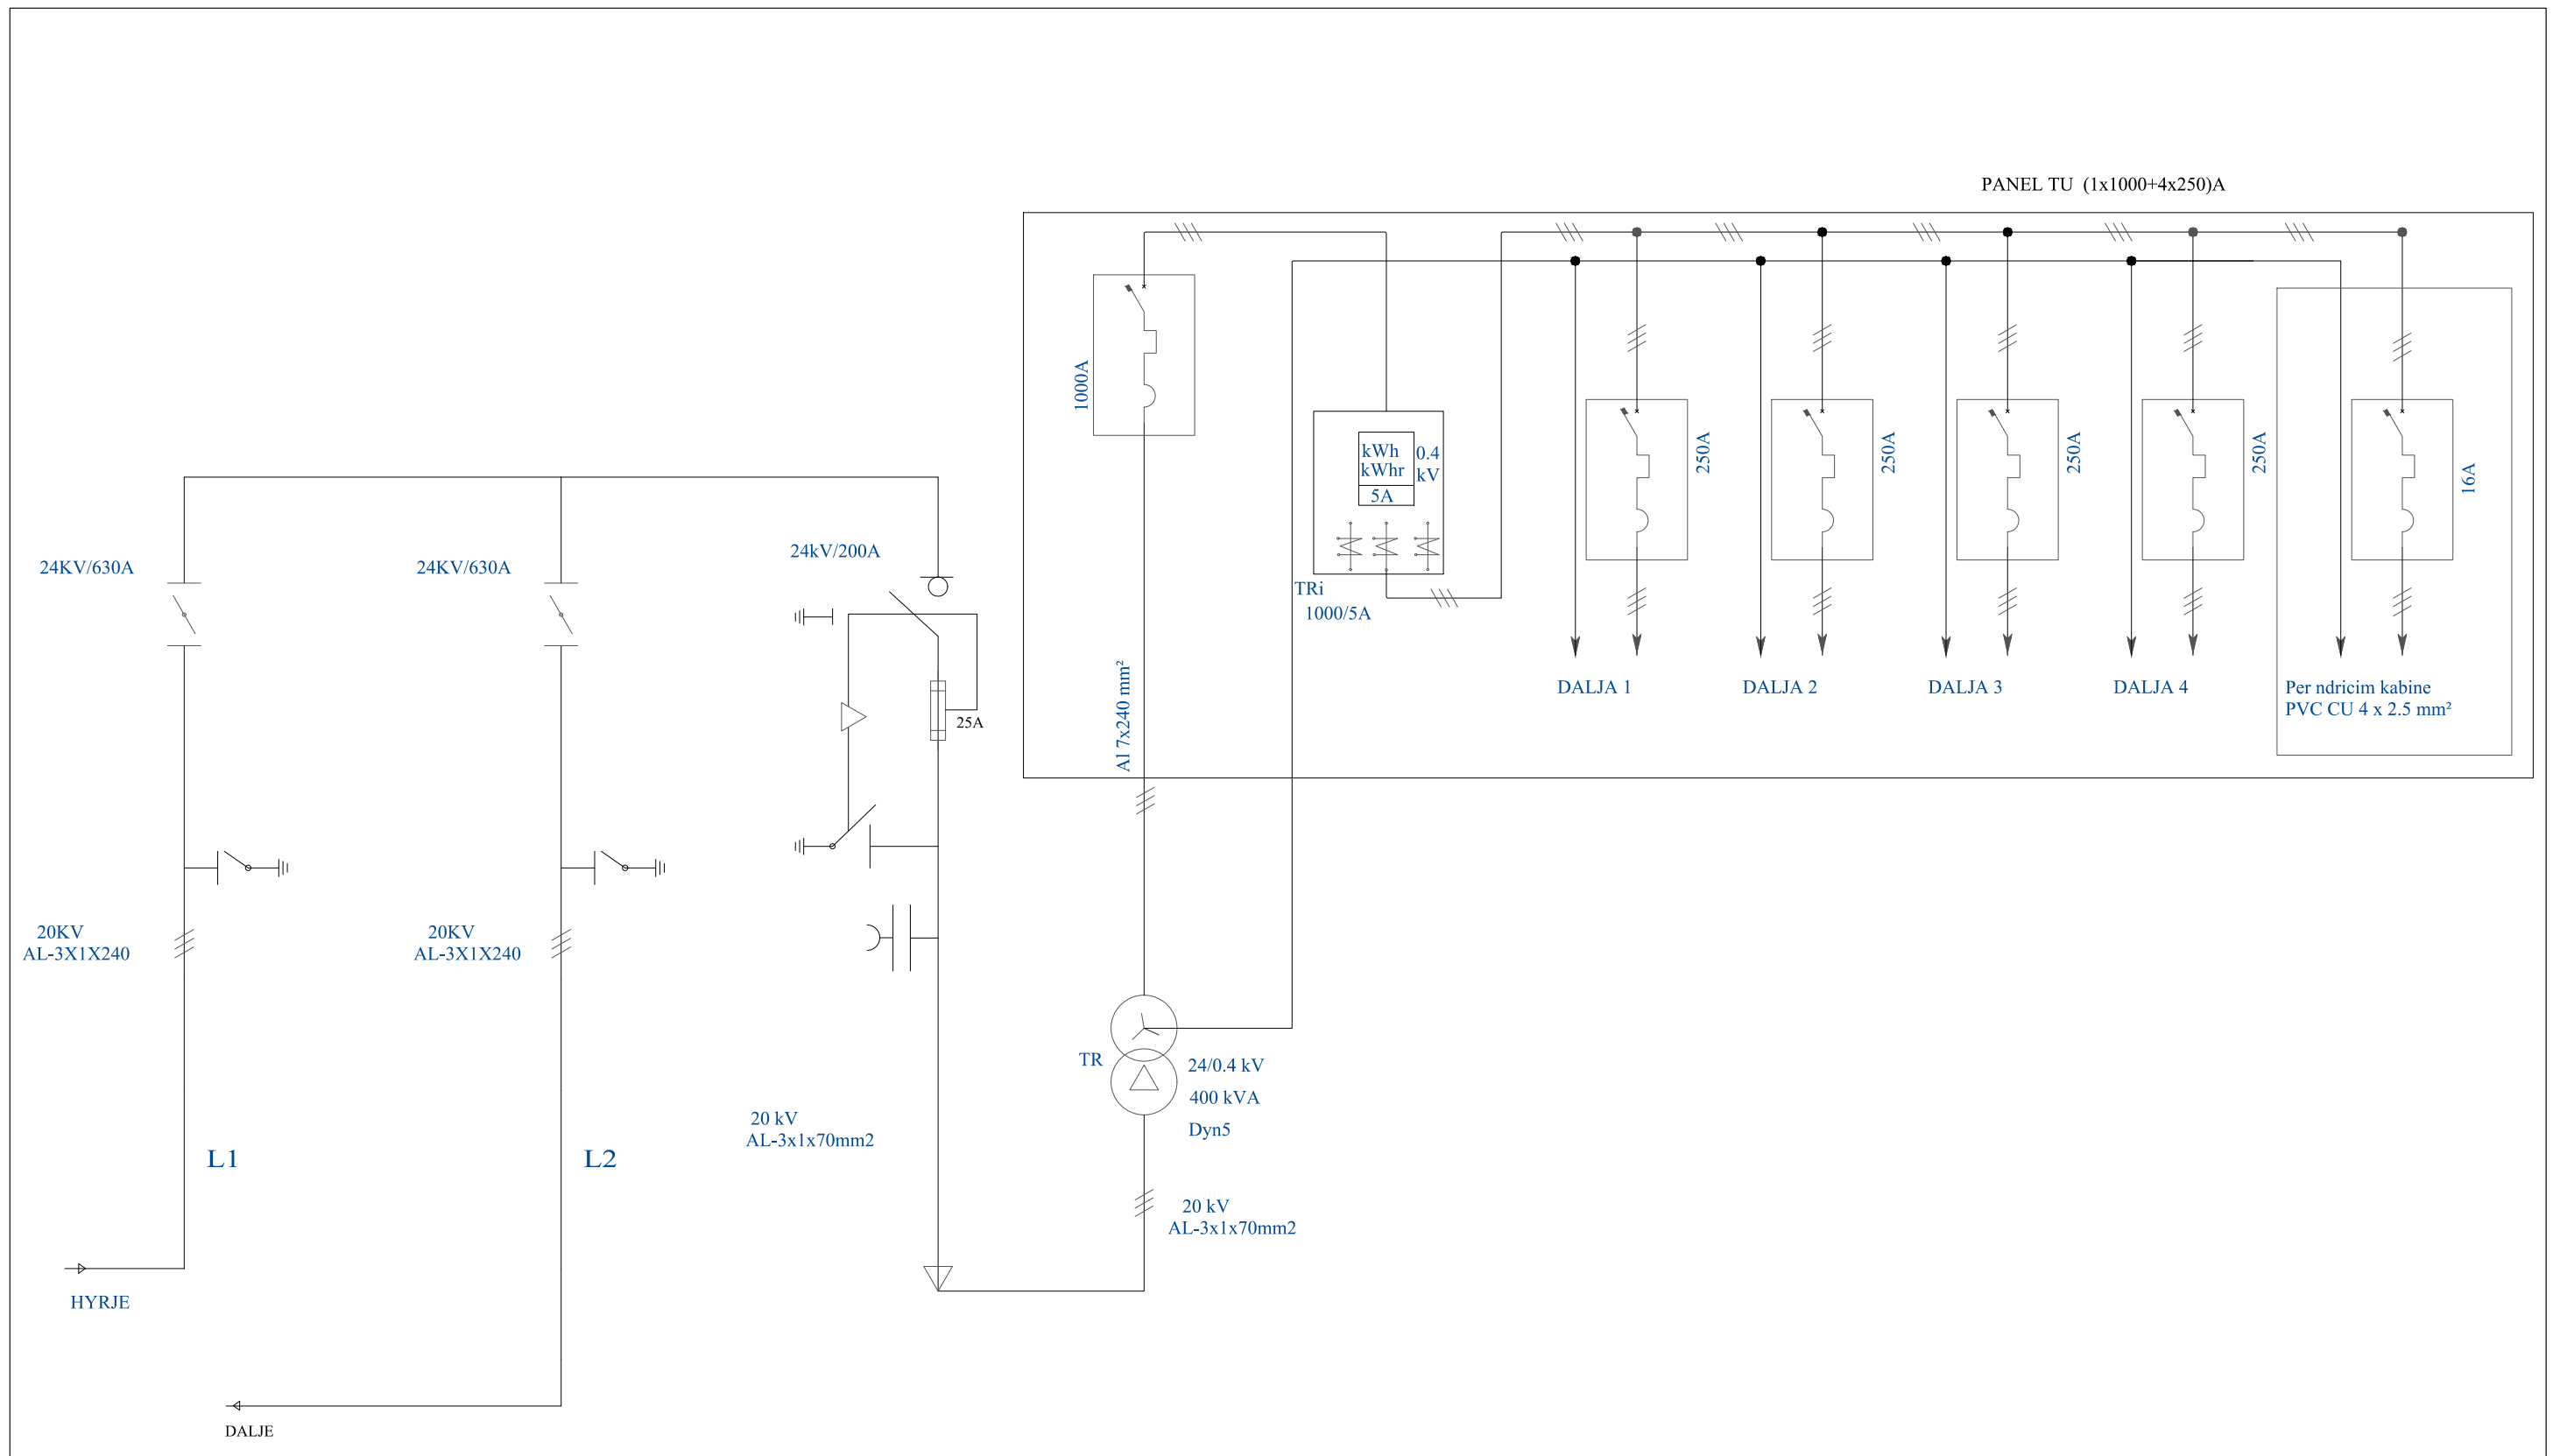 PANEL TU (1x1000+4x250)A
1000A
kWh
kWhr
5A
0.4
kV
TRi
1000/5A
250A
250A
250A
250A
16A
DALJA 1
DALJA 2
DALJA 3
DALJA 4
Per ndricim kabine
PVC CU 4 x 2.5 mm²
24KV/630A
24KV/630A
24kV/200A
25A
Al 7x240 mm²
20KV
AL-3X1X240
20KV
AL-3X1X240
20 kV
AL-3x1x70mm2
TR
24/0.4 kV
400 kVA
Dyn5
L1
L2
20 kV
AL-3x1x70mm2
HYRJE
DALJE